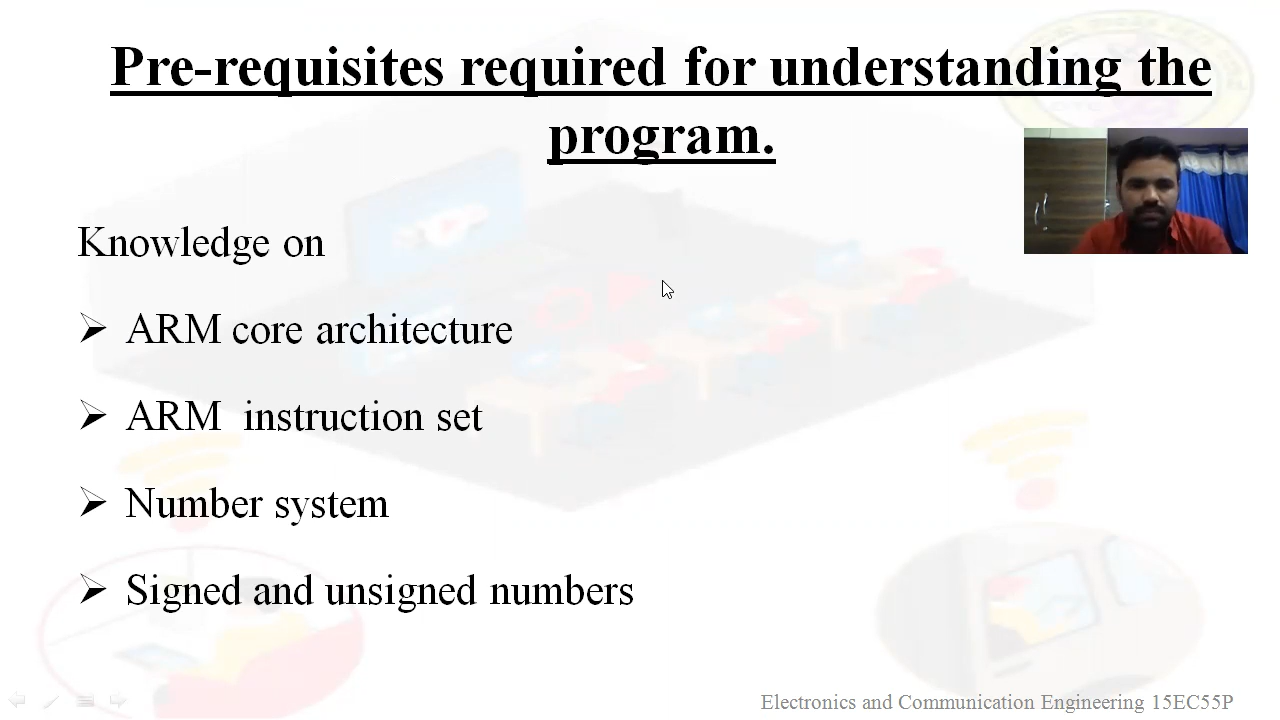 Pre-requisites required for understanding the
program.
Knowledge on
ARM core architecture
ARM instruction set
Number system
Signed and unsigned numbers
Electronics and Communication Engineering 15EC55P